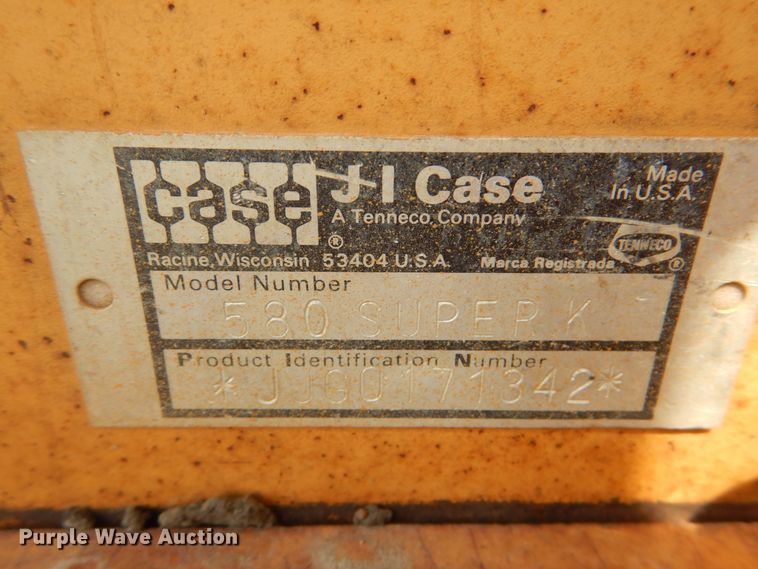 case
J I Case
A Tenneco Company
Made
In U.S.A.
®
TENNECO
®
Racine, Wisconsin 53404 U.S.A.
Marca Registrada
Model Number
580 SUPER K
Product Identification Number
*JJG0171342*
Purple Wave Auction